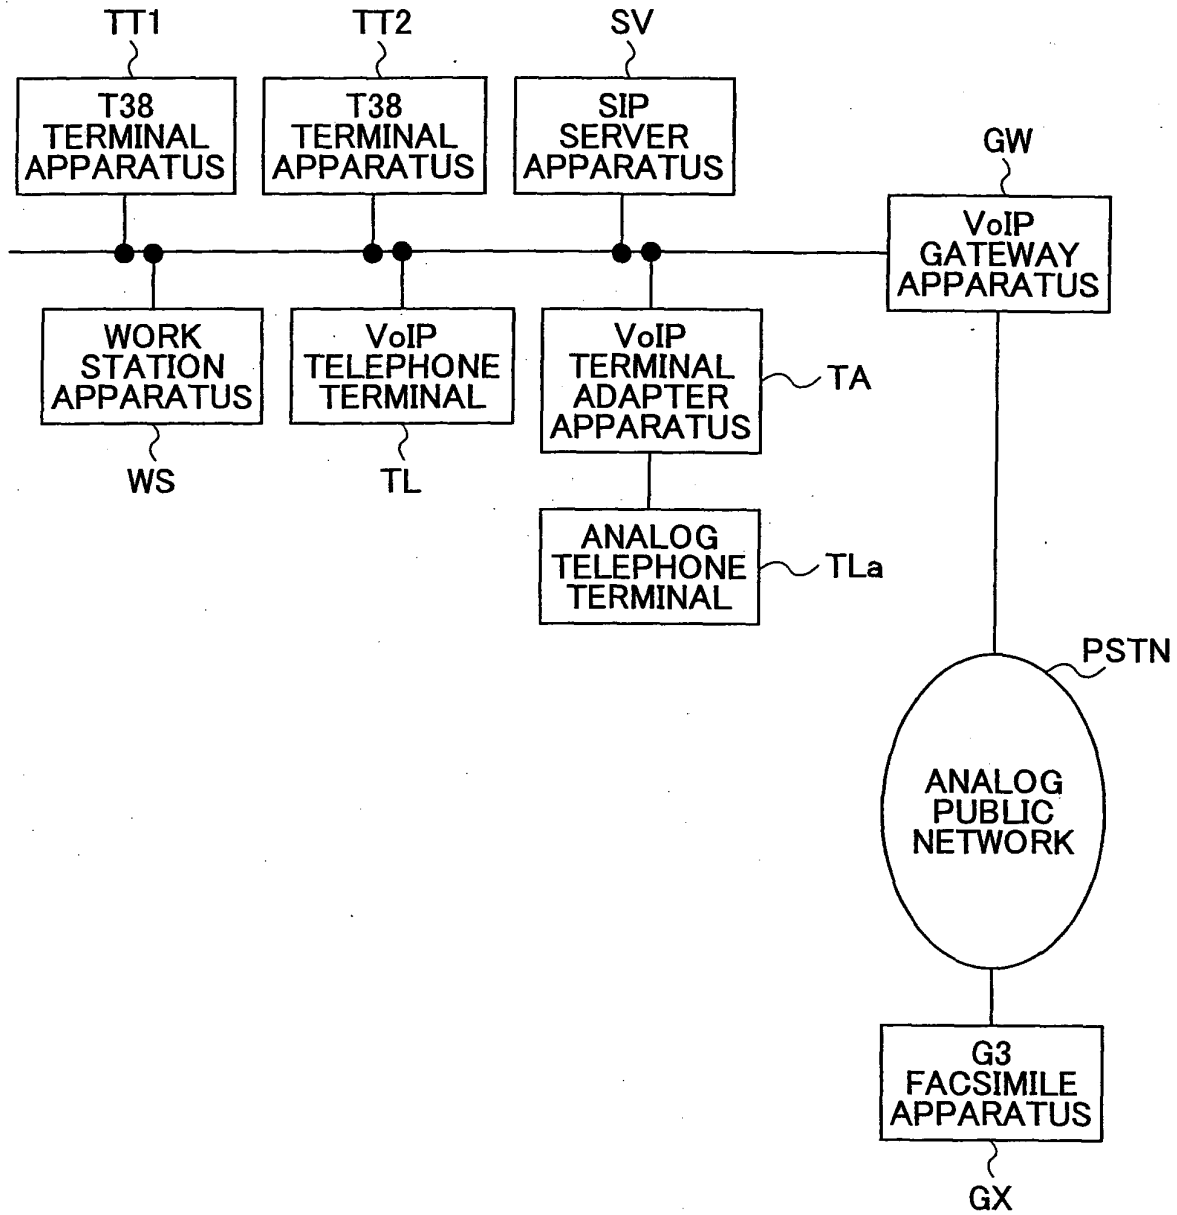 TT1
TT2
SV
T38
TERMINAL
APPARATUS
T38
TERMINAL
APPARATUS
SIP
SERVER
APPARATUS
GW
VoIP
GATEWAY
APPARATUS
WORK
STATION
APPARATUS
VoIP
TELEPHONE
TERMINAL
VoIP
TERMINAL
ADAPTER
APPARATUS
TA
WS
TL
ANALOG
TELEPHONE
TERMINAL
TLa
PSTN
ANALOG
PUBLIC
NETWORK
G3
FACSIMILE
APPARATUS
GX